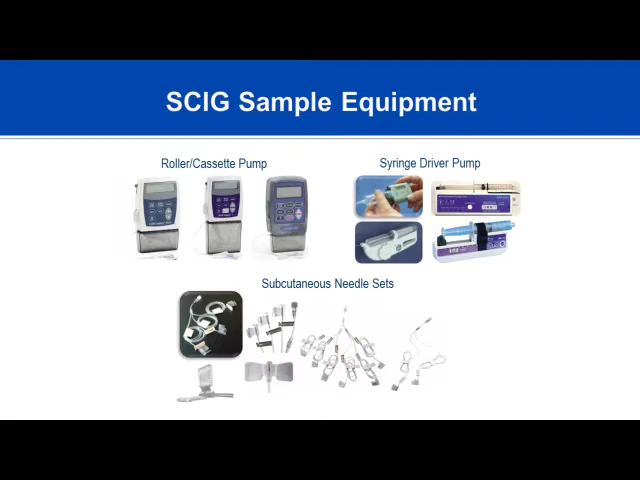 SCIG Sample Equipment
Roller/Cassette Pump
Syringe Driver Pump
Subcutaneous Needle Sets